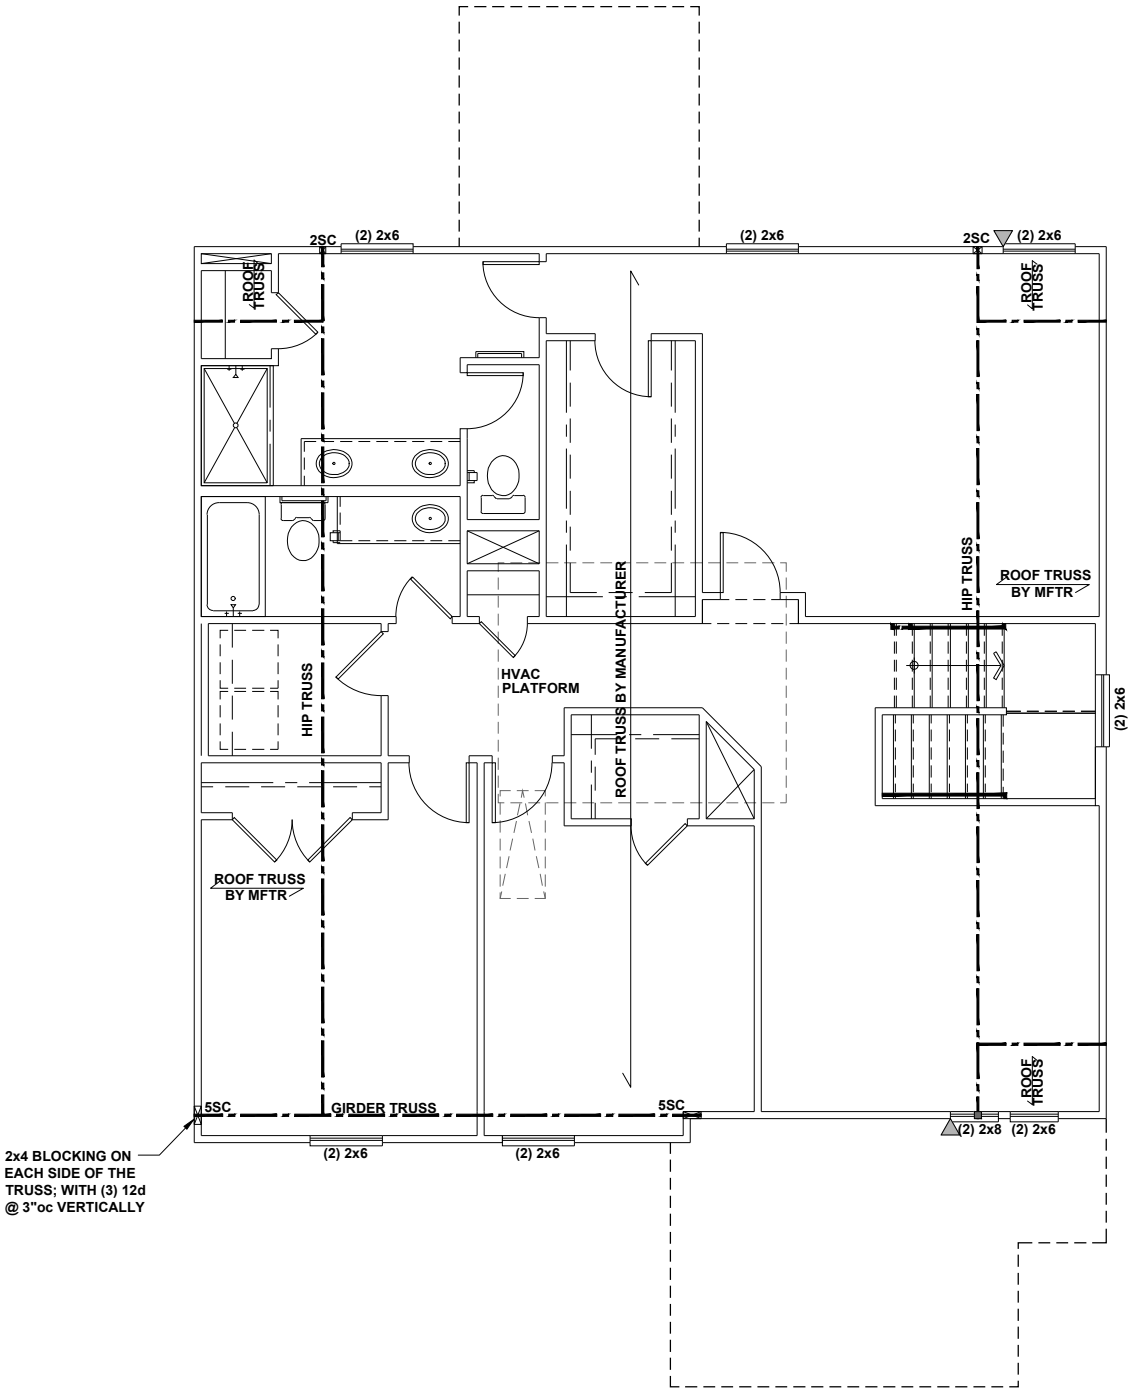 2SC
(2) 2x6
(2) 2x6
2SC
(2) 2x6
ROOF
TRUSS
ROOF
TRUSS
HIP TRUSS
ROOF TRUSS
BY MFTR
ROOF TRUSS BY MANUFACTURER
HVAC
PLATFORM
HIP TRUSS
(2) 2x6
ROOF TRUSS
BY MFTR
ROOF
TRUSS
5SC
GIRDER TRUSS
5SC
(2) 2x8
(2) 2x6
(2) 2x6
(2) 2x6
2x4 BLOCKING ON
EACH SIDE OF THE
TRUSS; WITH (3) 12d
@ 3"oc VERTICALLY